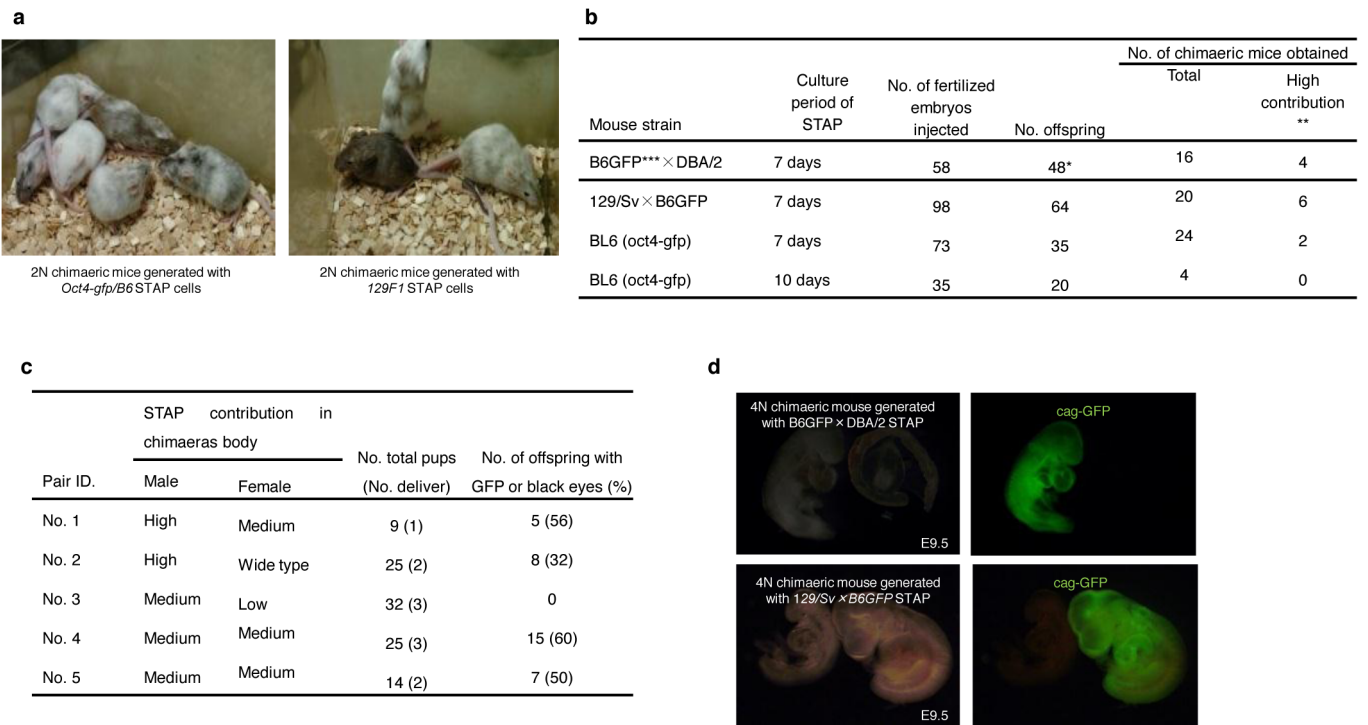 a
2N chimaeric mice generated with
Oct4-gfp/B6 STAP cells
2N chimaeric mice generated with
129F1 STAP cells
b
No. of chimaeric mice obtained
Mouse strain
Culture
period of
STAP
No. of fertilized
embryos
injected
No. offspring
Total
High
contribution
**
B6GFP***×DBA/2 7 days 58 48* 16 4
129/Sv×B6GFP 7 days 98 64 20 6
BL6 (oct4-gfp) 7 days 73 35 24 2
BL6 (oct4-gfp) 10 days 35 20 4 0
c
STAP contribution in
chimaeras body
Pair ID. Male Female
No. total pups
(No. deliver)
No. of offspring with
GFP or black eyes (%)
No. 1 High Medium 9 (1) 5 (56)
No. 2 High Wide type 25 (2) 8 (32)
No. 3 Medium Low 32 (3) 0
No. 4 Medium Medium 25 (3) 15 (60)
No. 5 Medium Medium 14 (2) 7 (50)
d
4N chimaeric mouse generated
with B6GFP×DBA/2 STAP
E9.5
cag-GFP
4N chimaeric mouse generated
with 129/Sv×B6GFP STAP
E9.5
cag-GFP